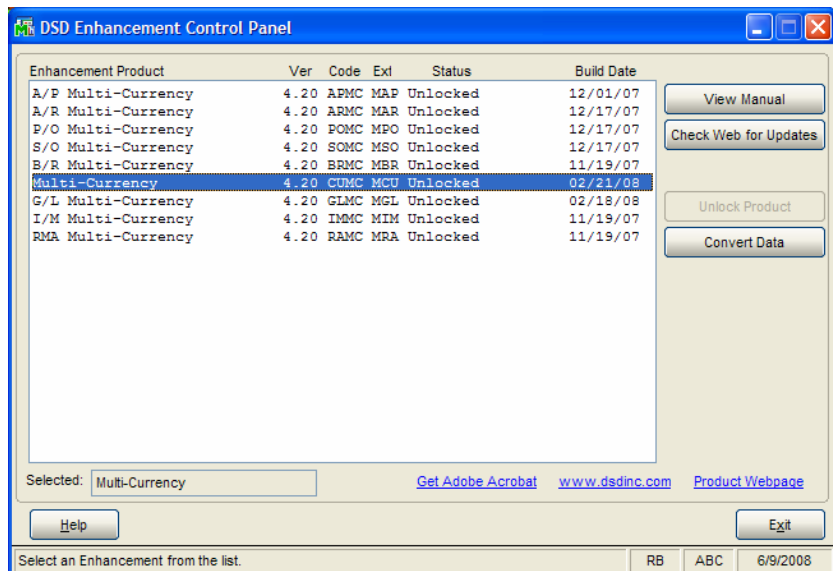 DSD Enhancement Control Panel
Enhancement Product Ver Code Ext Status Build Date
A/P Multi-Currency 4.20 APMC MAP Unlocked 12/01/07
A/R Multi-Currency 4.20 ARMC MAR Unlocked 12/17/07
P/O Multi-Currency 4.20 POMC MPO Unlocked 12/17/07
S/O Multi-Currency 4.20 SOMC MSO Unlocked 12/17/07
B/R Multi-Currency 4.20 BRMC MBR Unlocked 11/19/07
Multi-Currency 4.20 CUMC MCU Unlocked 02/21/08
G/L Multi-Currency 4.20 GLMC MGL Unlocked 02/18/08
I/M Multi-Currency 4.20 IMMC MIM Unlocked 11/19/07
RMA Multi-Currency 4.20 RAMC MRA Unlocked 11/19/07
View Manual
Check Web for Updates
Unlock Product
Convert Data
Selected: Multi-Currency Get Adobe Acrobat www.dsdinc.com Product Webpage
Help Exit
Select an Enhancement from the list. RB ABC 6/9/2008